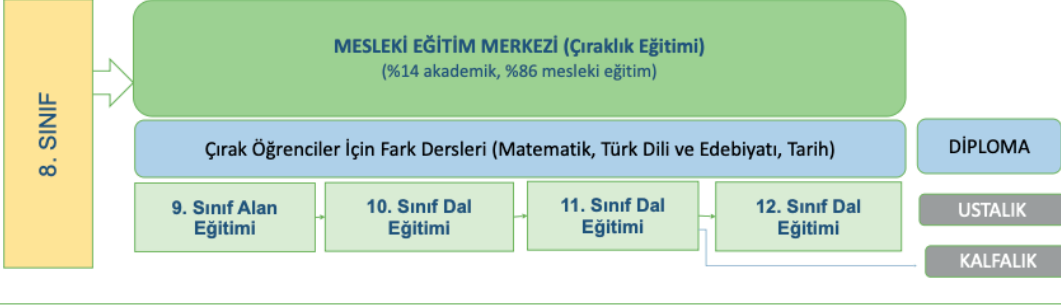 8. SINIF
MESLEKİ EĞİTİM MERKEZİ (Çıraklık Eğitimi)
(%14 akademik, %86 mesleki eğitim)
Çırak Öğrenciler İçin Fark Dersleri (Matematik, Türk Dili ve Edebiyatı, Tarih)
DİPLOMA
9. Sınıf Alan
Eğitimi
10. Sınıf Dal
Eğitimi
11. Sınıf Dal
Eğitimi
12. Sınıf Dal
Eğitimi
USTALIK
KALFALIK